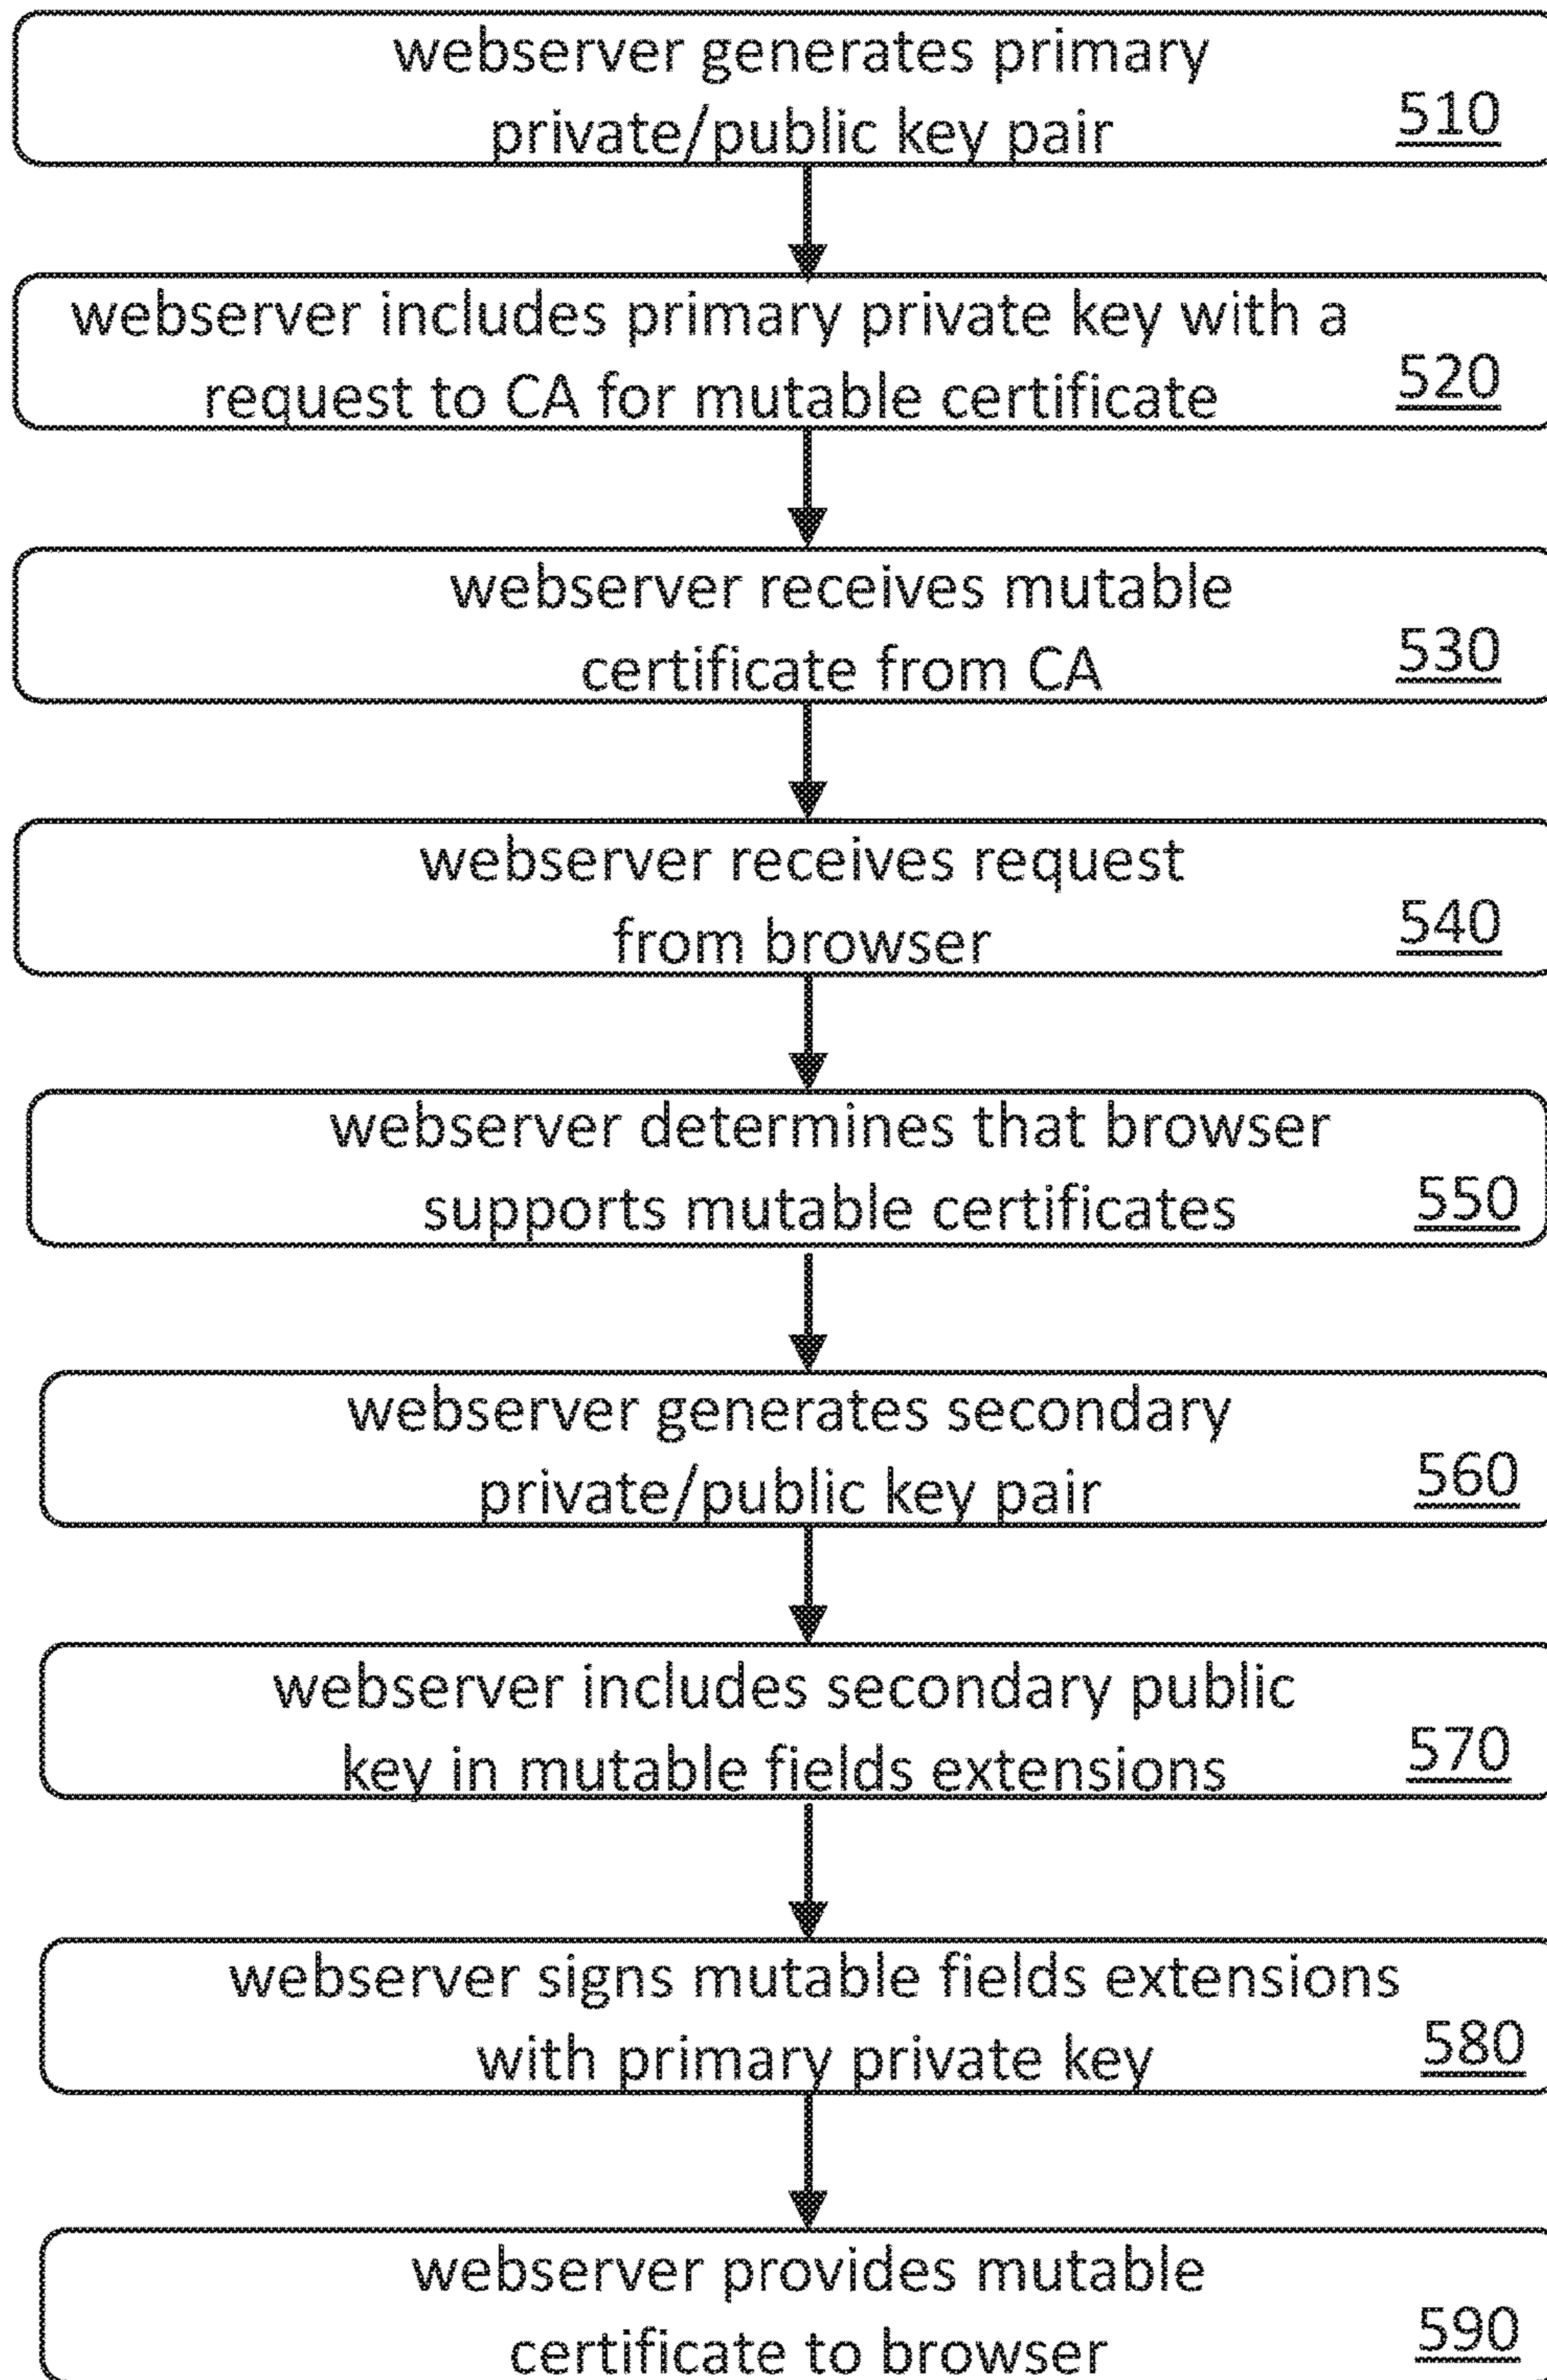 webserver generates primary
private/public key pair 510
webserver includes primary private key with a
request to CA for mutable certificate 520
webserver receives mutable
certificate from CA 530
webserver receives request
from browser 540
webserver determines that browser
supports mutable certificates 550
webserver generates secondary
private/public key pair 560
webserver includes secondary public
key in mutable fields extensions 570
webserver signs mutable fields extensions
with primary private key 580
webserver provides mutable
certificate to browser 590